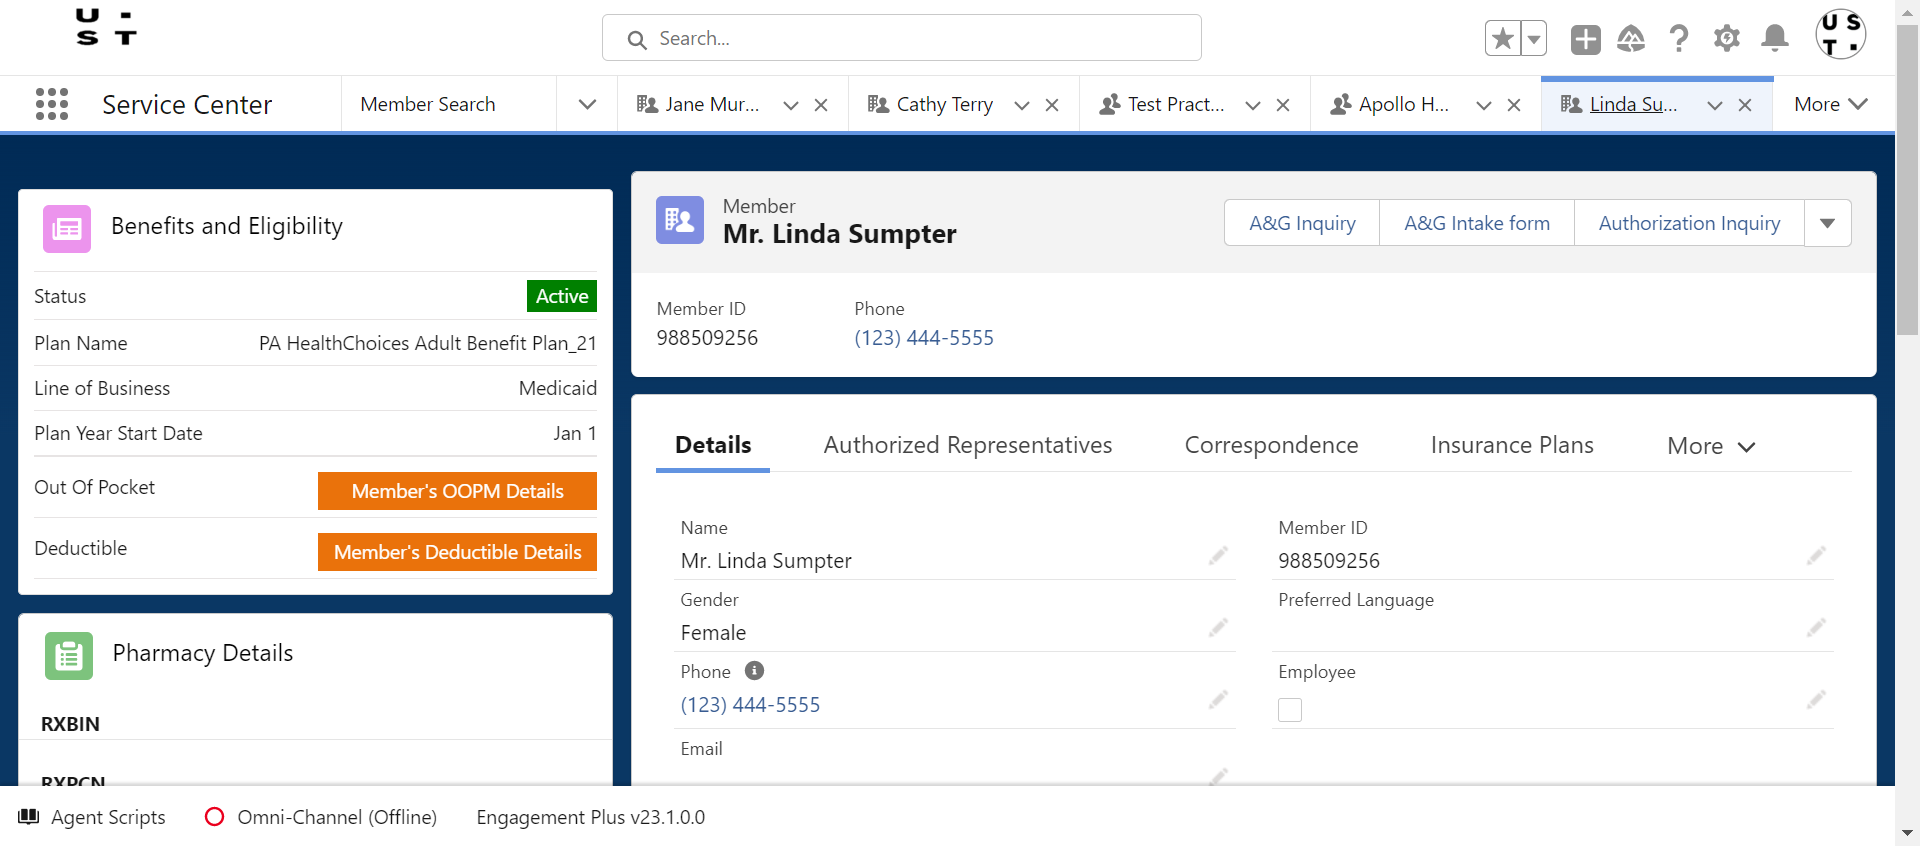 U -
S T
Search...
U S
T .
Service Center
Member Search
Jane Mur...
Cathy Terry
Test Pract...
Apollo H...
Linda Su...
More
Benefits and Eligibility
Status
Active
Plan Name
PA HealthChoices Adult Benefit Plan_21
Line of Business
Medicaid
Plan Year Start Date
Jan 1
Out Of Pocket
Member's OOPM Details
Deductible
Member's Deductible Details
Pharmacy Details
RXBIN
RXPCN
Member
Mr. Linda Sumpter
A&G Inquiry
A&G Intake form
Authorization Inquiry
Member ID
Phone
988509256
(123) 444-5555
Details
Authorized Representatives
Correspondence
Insurance Plans
More
Name
Mr. Linda Sumpter
Member ID
988509256
Gender
Female
Preferred Language
Phone
(123) 444-5555
Employee
Email
Agent Scripts
Omni-Channel (Offline)
Engagement Plus v23.1.0.0